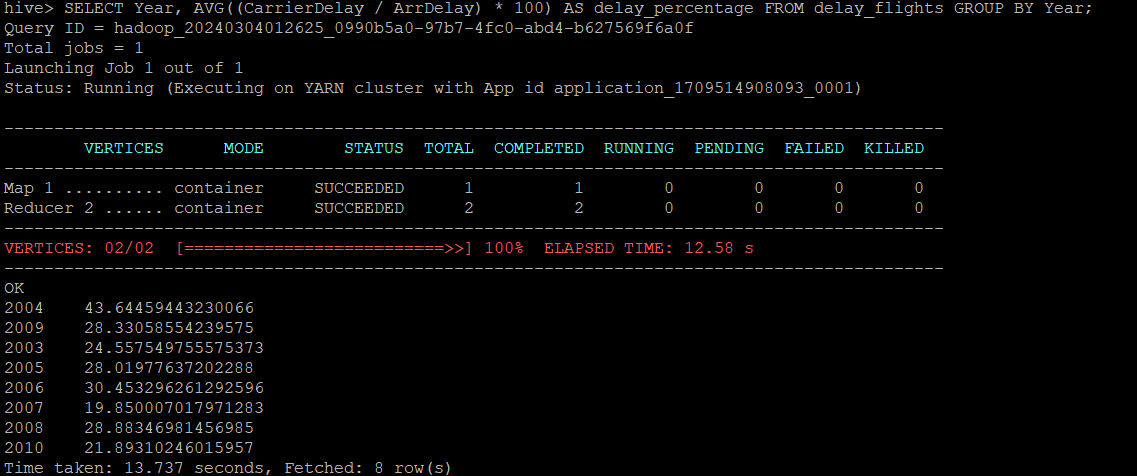 hive> SELECT Year, AVG((CarrierDelay / ArrDelay) * 100) AS delay_percentage FROM delay_flights GROUP BY Year;
Query ID = hadoop_20240304012625_0990b5a0-97b7-4fc0-abd4-b627569f6a0f
Total jobs = 1
Launching Job 1 out of 1
Status: Running (Executing on YARN cluster with App id application_1709514908093_0001)
----------------------------------------------------------------------------------------------
        VERTICES      MODE        STATUS  TOTAL  COMPLETED  RUNNING  PENDING  FAILED  KILLED
----------------------------------------------------------------------------------------------
Map 1 .......... container     SUCCEEDED      1          1        0        0       0       0
Reducer 2 ...... container     SUCCEEDED      2          2        0        0       0       0
----------------------------------------------------------------------------------------------
VERTICES: 02/02  [==========================>>] 100%  ELAPSED TIME: 12.58 s
----------------------------------------------------------------------------------------------
OK
2004    43.64459443230066
2009    28.33058554239575
2003    24.557549755575373
2005    28.01977637202288
2006    30.453296261292596
2007    19.850007017971283
2008    28.88346981456985
2010    21.89310246015957
Time taken: 13.737 seconds, Fetched: 8 row(s)